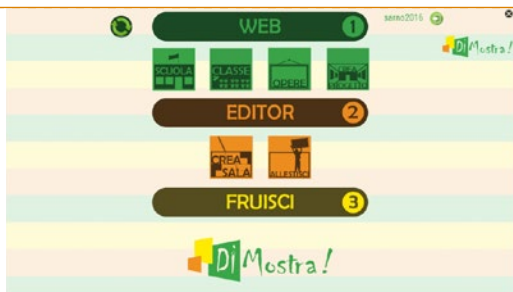 WEB 1
sarno2016
DiMostra!
SCUOLA CLASSE OPERE
EDITOR 2
CREA SALA ALLESTISCI
FRUISCI 3
DiMostra!